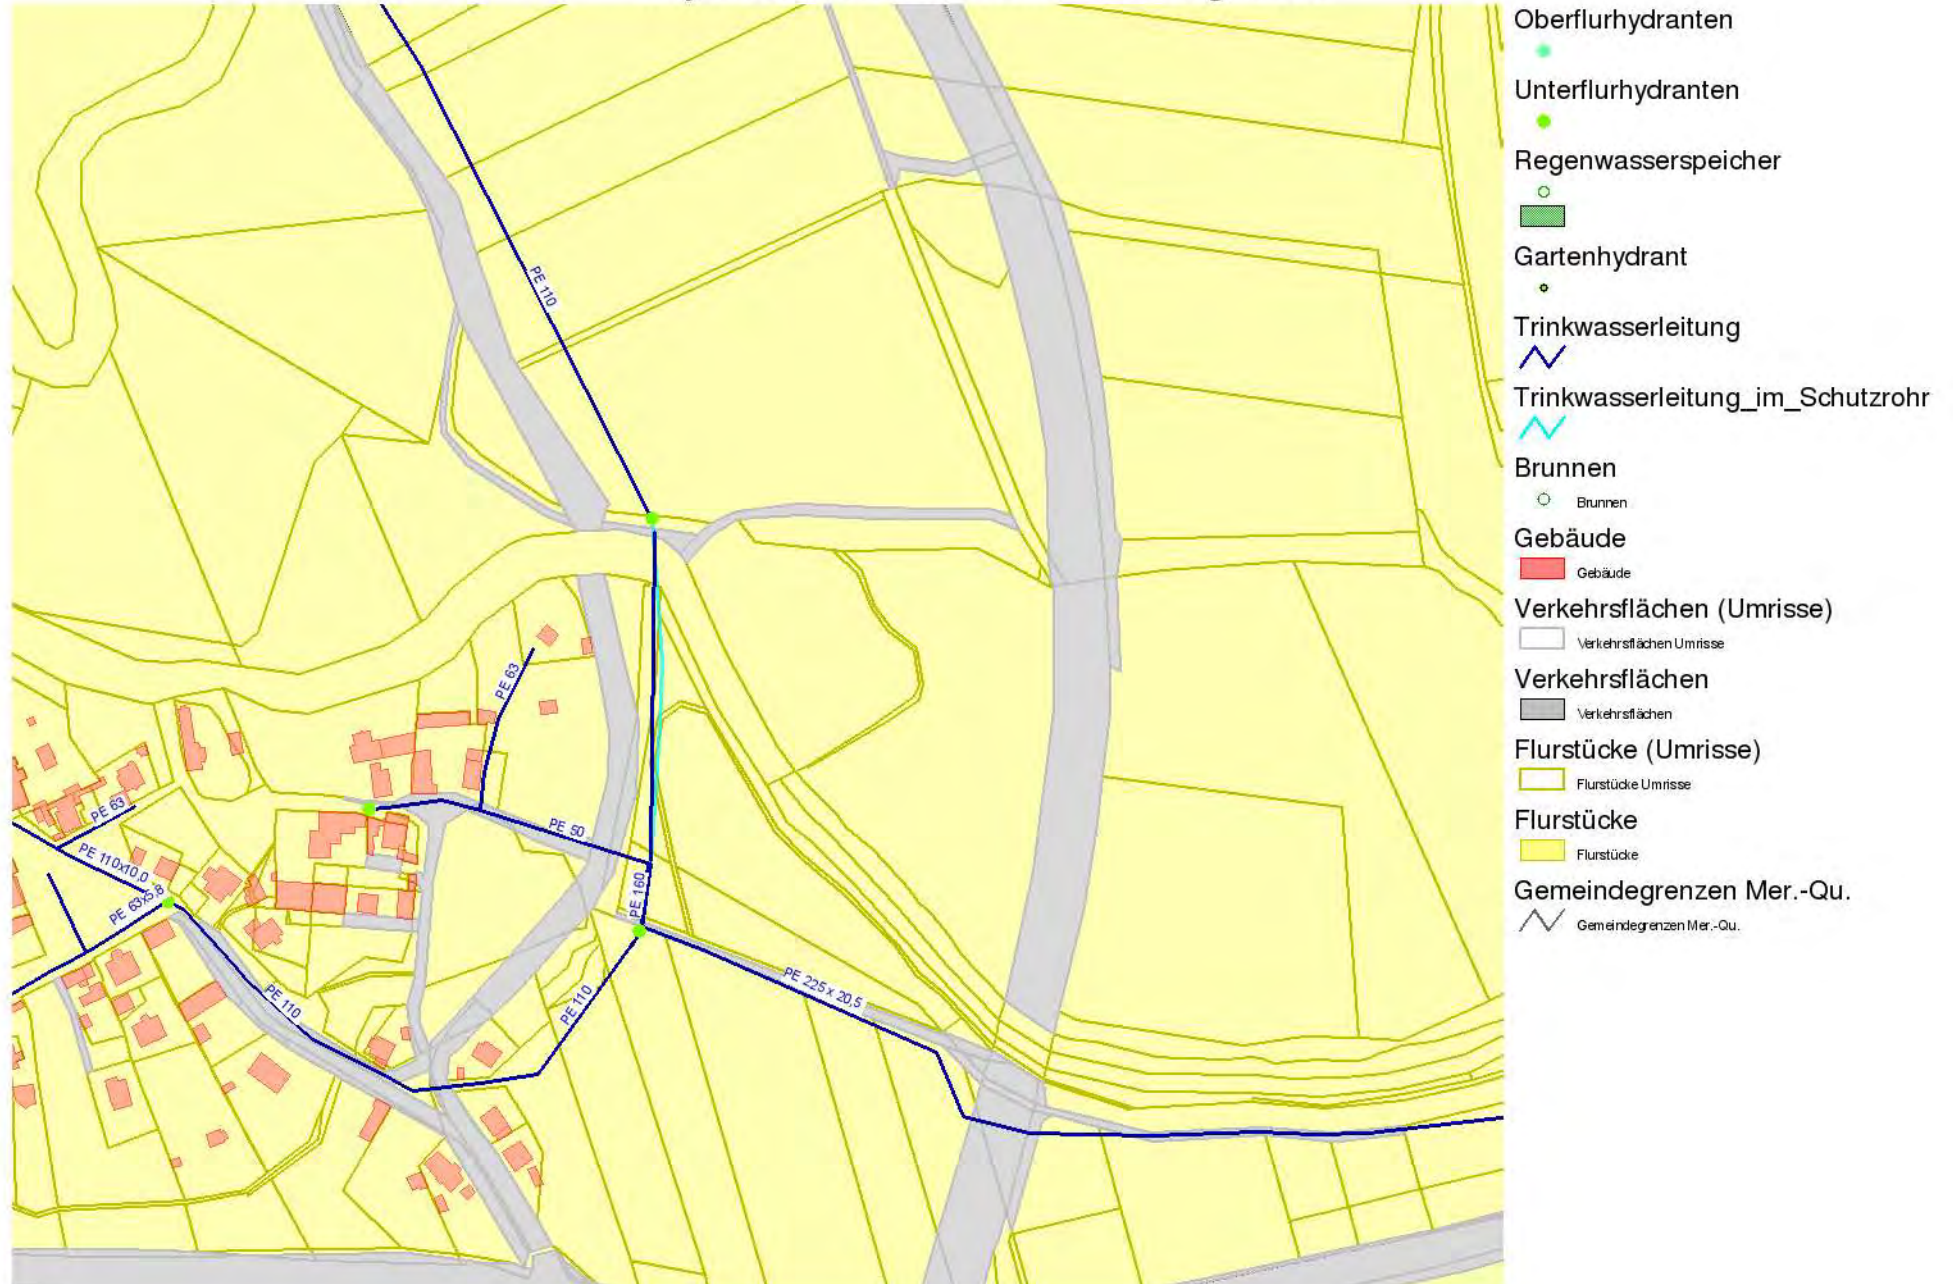 PE 110
PE 63
PE 50
PE 63
PE 110x10,0
PE 63x5,8
PE 160
PE 225 x 20,5
PE 110
PE 110
Oberflurhydranten
Unterflurhydranten
Regenwasserspeicher
Gartenhydrant
Trinkwasserleitung
Trinkwasserleitung_im_Schutzrohr
Brunnen
Brunnen
Gebäude
Gebäude
Verkehrsflächen (Umrisse)
Verkehrsflächen Umrisse
Verkehrsflächen
Verkehrsflächen
Flurstücke (Umrisse)
Flurstücke Umrisse
Flurstücke
Flurstücke
Gemeindegrenzen Mer.-Qu.
Gemeindegrenzen Mer.-Qu.